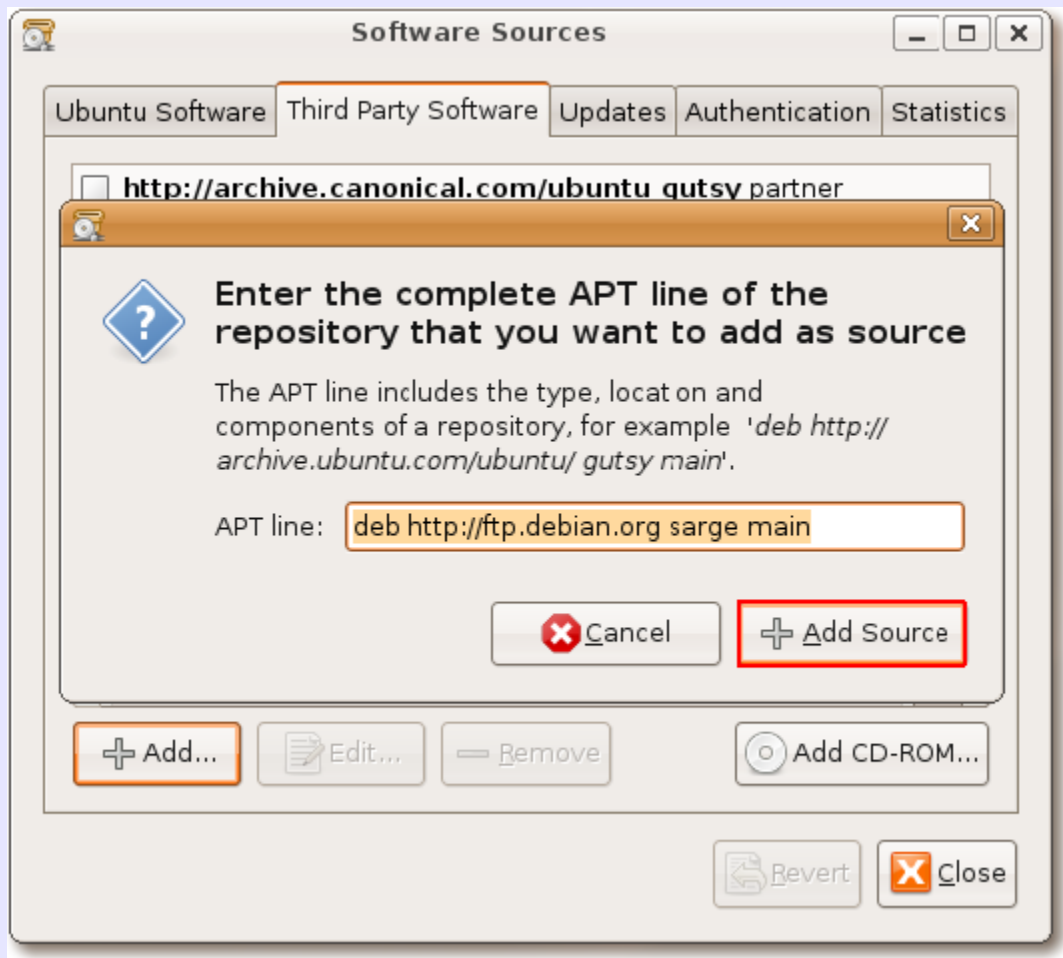 Software Sources
Ubuntu Software Third Party Software Updates Authentication Statistics
http://archive.canonical.com/ubuntu gutsy partner
Enter the complete APT line of the
repository that you want to add as source
The APT line includes the type, location and
components of a repository, for example 'deb http://
archive.ubuntu.com/ubuntu/ gutsy main'.
APT line: deb http://ftp.debian.org sarge main
Cancel Add Source
Add... Edit... Remove Add CD-ROM...
Revert Close